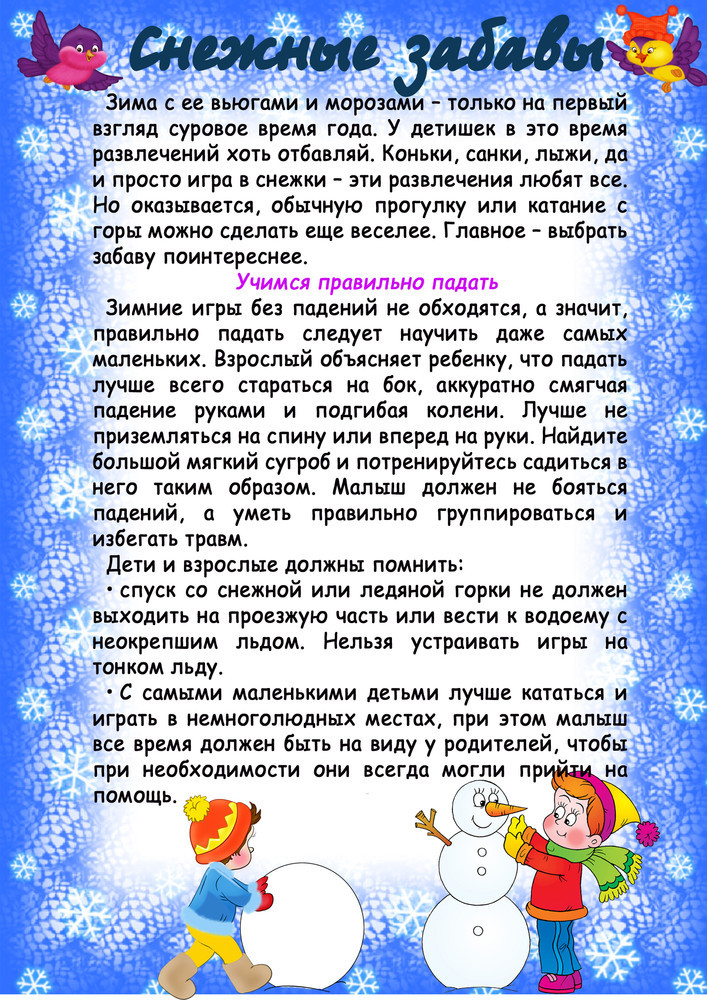 Снежные забавы
Зима с ее вьюгами и морозами – только на первый
взгляд суровое время года. У детишек в это время
развлечений хоть отбавляй. Коньки, санки, лыжи, да
и просто игра в снежки – эти развлечения любят все.
Но оказывается, обычную прогулку или катание с
горы можно сделать еще веселее. Главное – выбрать
забаву поинтереснее.
Учимся правильно падать
Зимние игры без падений не обходятся, а значит,
правильно падать следует научить даже самых
маленьких. Взрослый объясняет ребенку, что падать
лучше всего стараться на бок, аккуратно смягчая
падение руками и подгибая колени. Лучше не
приземляться на спину или вперед на руки. Найдите
большой мягкий сугроб и потренируйтесь садиться в
него таким образом. Малыш должен не бояться
падений, а уметь правильно группироваться и
избегать травм.
Дети и взрослые должны помнить:
• спуск со снежной или ледяной горки не должен
выходить на проезжую часть или вести к водоему с
неокрепшим льдом. Нельзя устраивать игры на
тонком льду.
• С самыми маленькими детьми лучше кататься и
играть в немноголюдных местах, при этом малыш
все время должен быть на виду у родителей, чтобы
при необходимости они всегда могли прийти на
помощь.